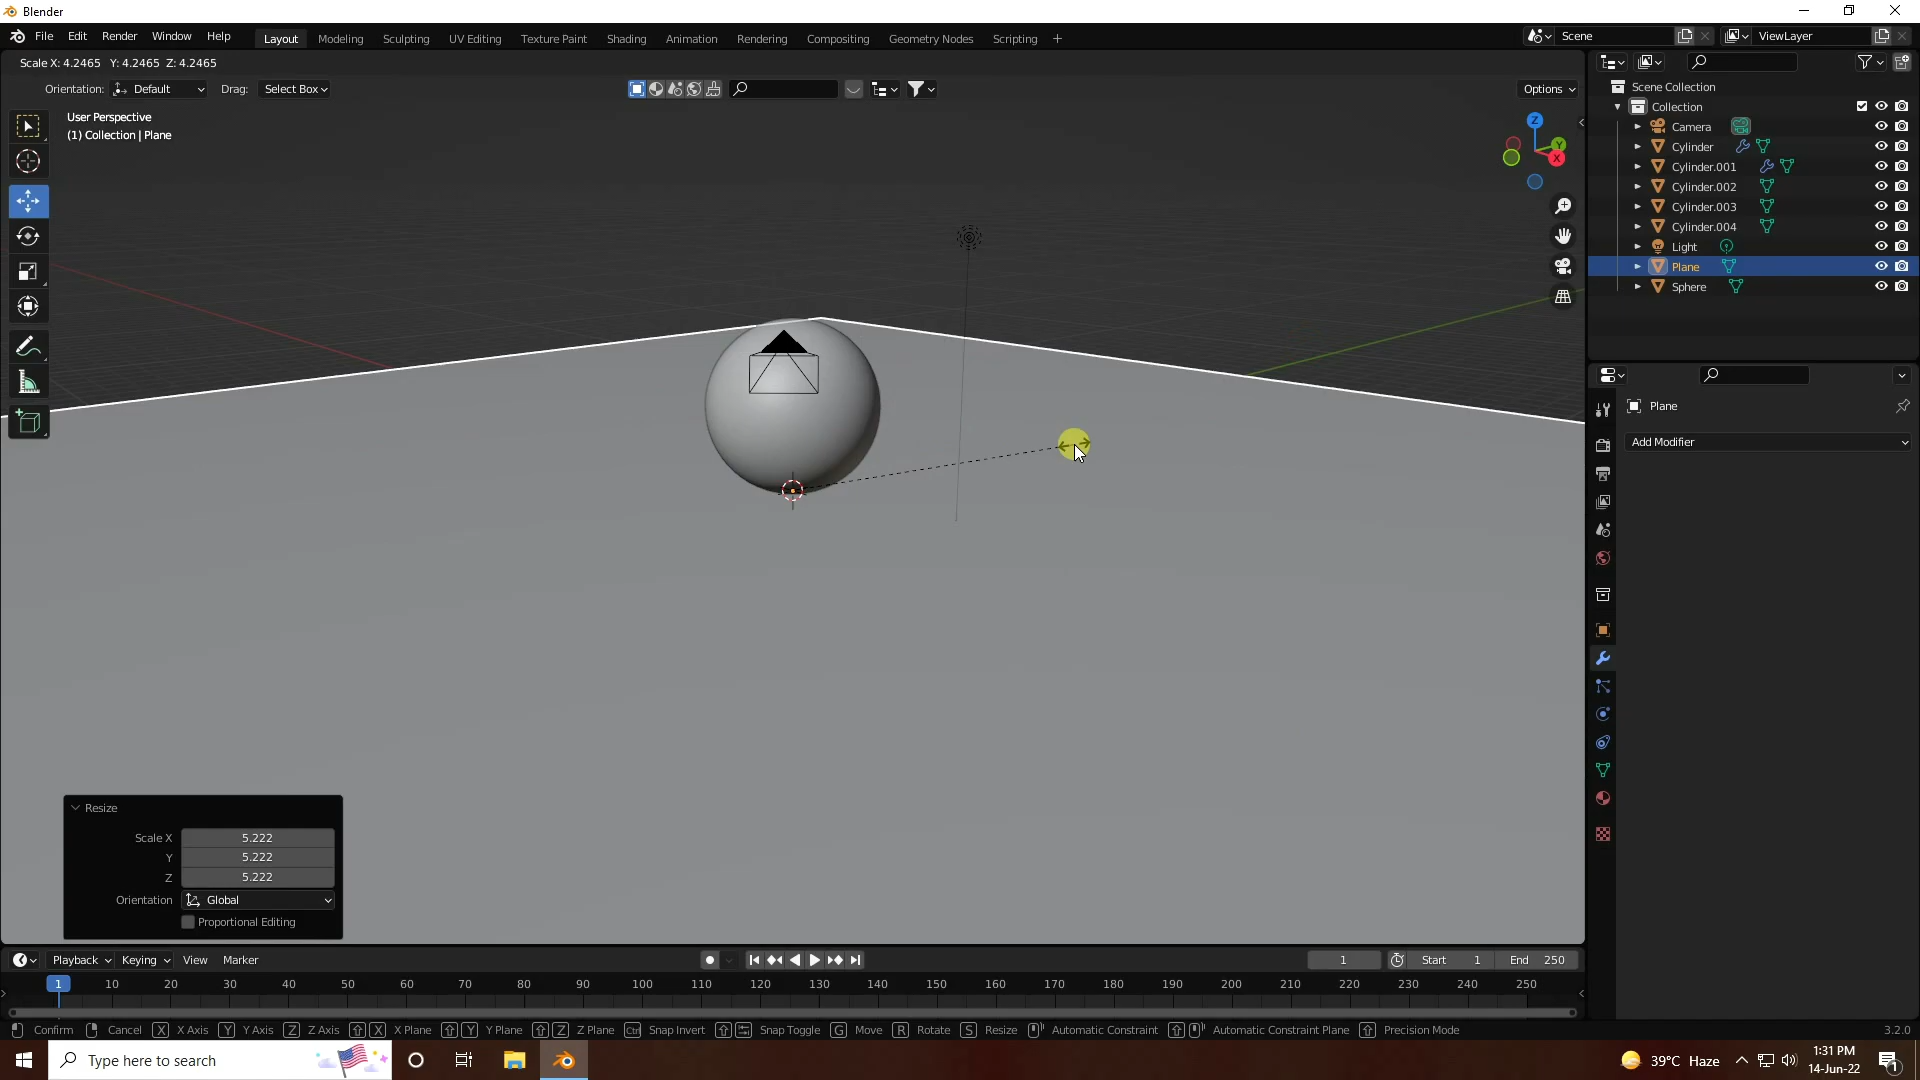 Blender
File Edit Render Window Help
Layout Modeling Sculpting UV Editing Texture Paint Shading Animation Rendering Compositing Geometry Nodes Scripting
Scene
ViewLayer
Scale X: 4.2465 Y: 4.2465 Z: 4.2465
Orientation: Default Drag: Select Box
Options
User Perspective
(1) Collection | Plane
Z
Y
X
Scene Collection
Collection
Camera
Cylinder
Cylinder.001
Cylinder.002
Cylinder.003
Cylinder.004
Light
Plane
Sphere
Plane
Add Modifier
Resize
Scale X 5.222
Y 5.222
Z 5.222
Orientation Global
Proportional Editing
Playback Keying View Marker
1 Start 1 End 250
1 10 20 30 40 50 60 70 80 90 100 110 120 130 140 150 160 170 180 190 200 210 220 230 240 250
Confirm Cancel X X Axis Y Y Axis Z Z Axis X X Plane Y Y Plane Z Z Plane Ctrl Snap Invert Snap Toggle G Move R Rotate S Resize Automatic Constraint Automatic Constraint Plane Precision Mode 3.2.0
Type here to search
39°C Haze
1:31 PM
14-Jun-22
1